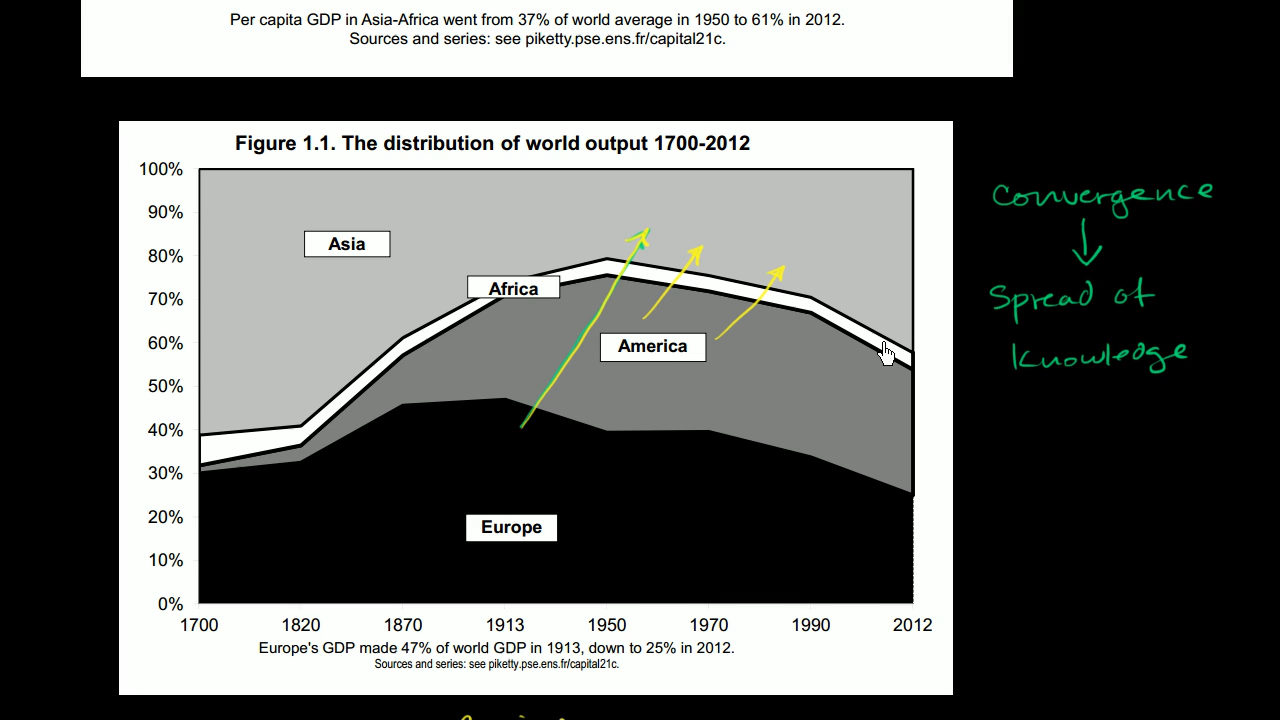 Per capita GDP in Asia-Africa went from 37% of world average in 1950 to 61% in 2012.
Sources and series: see piketty.pse.ens.fr/capital21c.
Figure 1.1. The distribution of world output 1700-2012
100%
90%
80%
70%
60%
50%
40%
30%
20%
10%
0%
Asia
Africa
America
Europe
1700 1820 1870 1913 1950 1970 1990 2012
Europe's GDP made 47% of world GDP in 1913, down to 25% in 2012.
Sources and series: see piketty.pse.ens.fr/capital21c.
Convergence
Spread of
knowledge